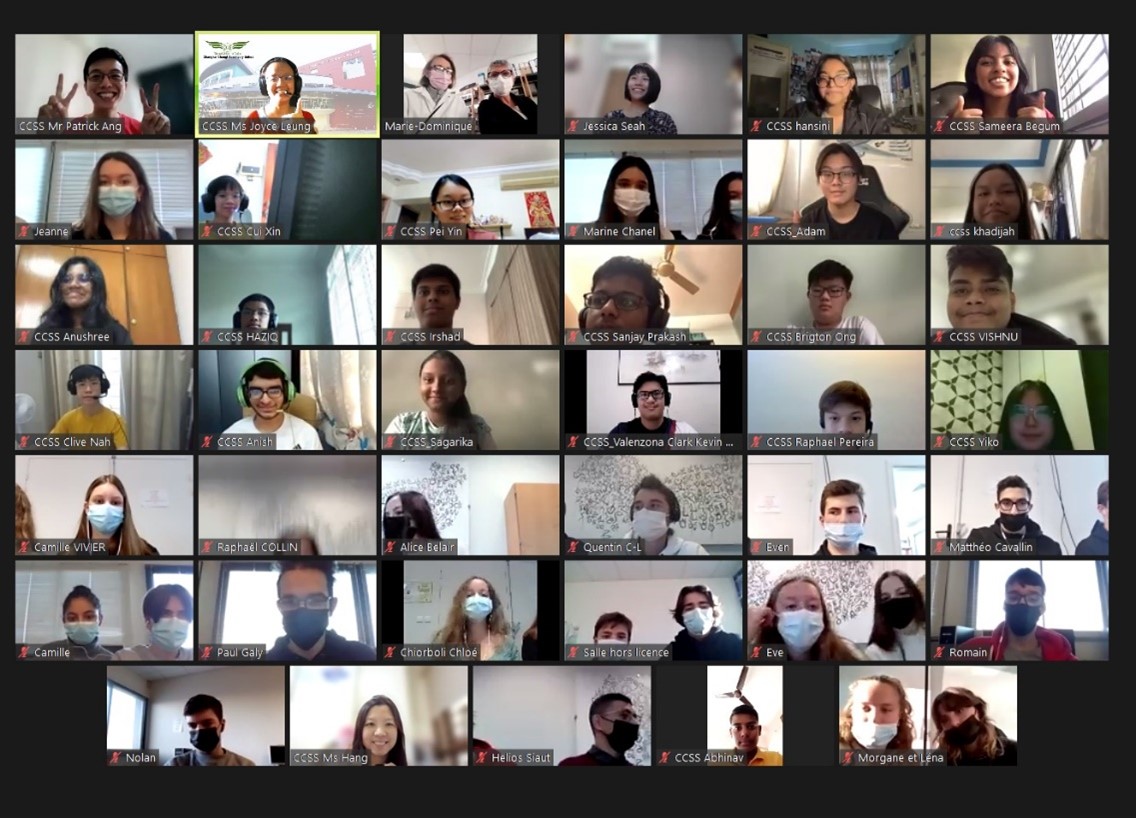 CCSS Mr Patrick Ang
CCSS Ms Joyce Leung
Marie-Dominique
Jessica Seah
CCSS hansini
CCSS Sameera Begum
Jeanne
CCSS Cui Xin
CCSS Pei Yin
Marine Chanel
CCSS_Adam
ccss khadijah
CCSS Anushree
CCSS HAZIQ
CCSS Irshad
CCSS Sanjay Prakash
CCSS Brigton Ong
CCSS VISHNU
CCSS Clive Nah
CCSS Anish
CCSS_Sagarika
CCSS_Valenzona Clark Kevin ...
CCSS Raphael Pereira
CCSS Yiko
Camille VIVIER
Raphaël COLLIN
Alice Belair
Quentin C-L
Even
Matthéo Cavallin
Camille
Paul Galy
Chiorboli Chloé
Salle hors licence
Eve
Romain
Nolan
CCSS Ms Hang
Hélios Siaut
CCSS Abhinav
Morgane et Léna